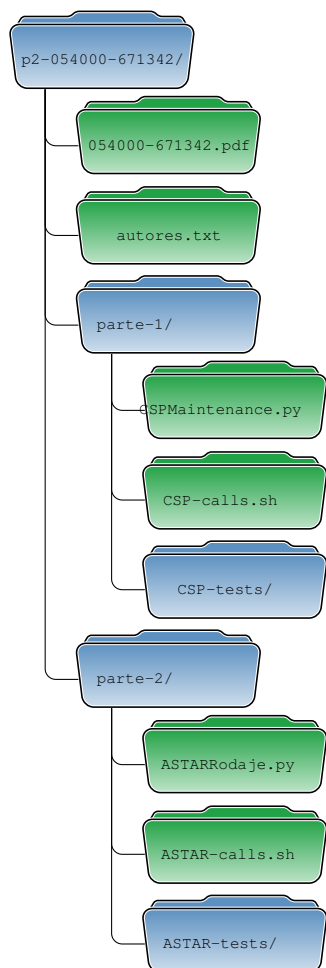 p2-054000-671342/
054000-671342.pdf
autores.txt
parte-1/
CSPMaintenance.py
CSP-calls.sh
CSP-tests/
parte-2/
ASTARRodaje.py
ASTAR-calls.sh
ASTAR-tests/